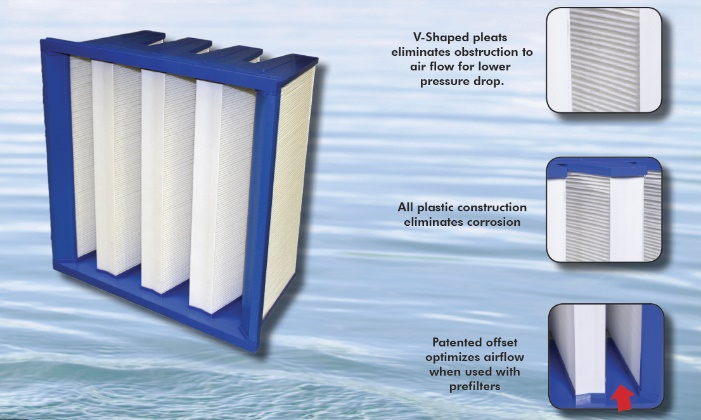 V-Shaped pleats
eliminates obstruction to
air flow for lower
pressure drop.
All plastic construction
eliminates corrosion
Patented offset
optimizes airflow
when used with
prefilters